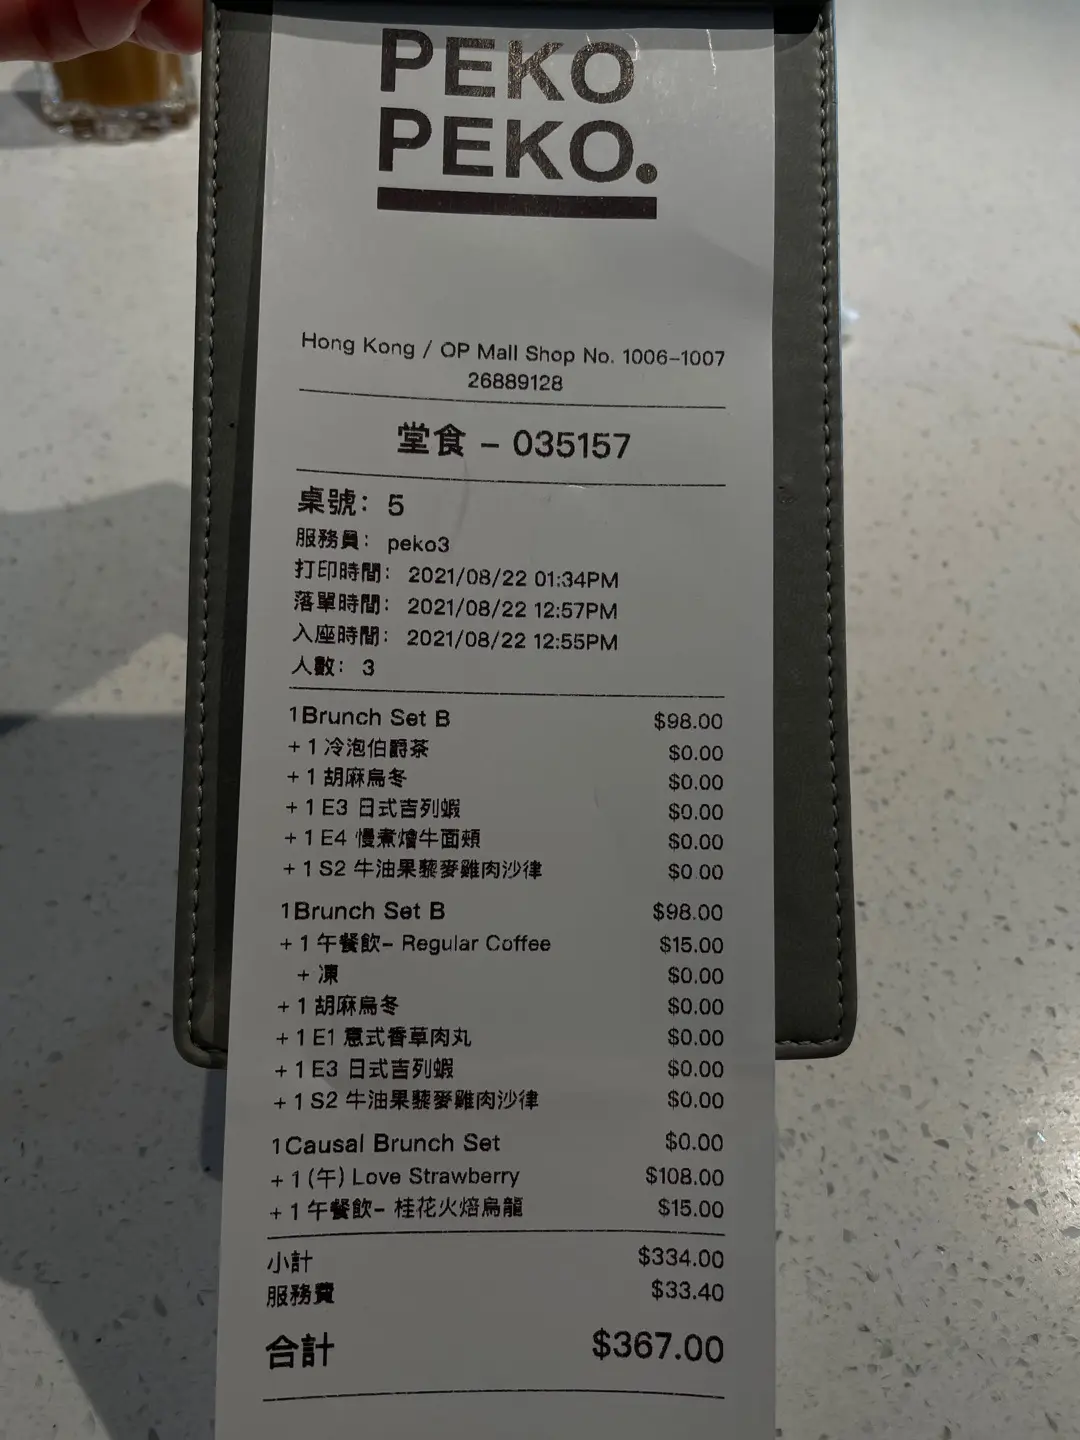 PEKO
PEKO.
Hong Kong / OP Mall Shop No. 1006-1007
26889128
堂食 - 035157
桌號： 5
服務員： peko3
打印時間： 2021/08/22 01:34PM
落單時間： 2021/08/22 12:57PM
入座時間： 2021/08/22 12:55PM
人數： 3
1Brunch Set B $98.00
+ 1 冷泡伯爵茶 $0.00
+ 1 胡麻烏冬 $0.00
+ 1 E3 日式吉列蝦 $0.00
+ 1 E4 慢煮燴牛面頰 $0.00
+ 1 S2 牛油果藜麥雞肉沙律 $0.00
1Brunch Set B $98.00
+ 1 午餐飲- Regular Coffee $15.00
+ 凍 $0.00
+ 1 胡麻烏冬 $0.00
+ 1 E1 意式香草肉丸 $0.00
+ 1 E3 日式吉列蝦 $0.00
+ 1 S2 牛油果藜麥雞肉沙律 $0.00
1Causal Brunch Set $0.00
+ 1 (午) Love Strawberry $108.00
+ 1 午餐飲- 桂花火焙烏龍 $15.00
小計 $334.00
服務費 $33.40
合計 $367.00